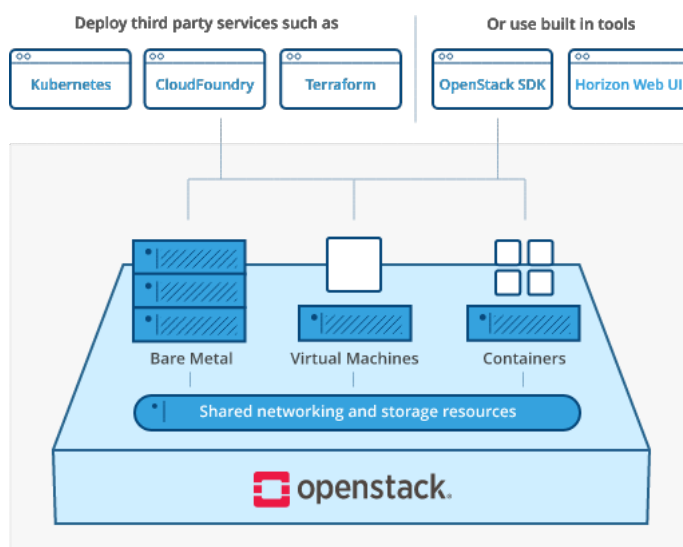 Deploy third party services such as
Or use built in tools
Kubernetes
CloudFoundry
Terraform
OpenStack SDK
Horizon Web UI
Bare Metal
Virtual Machines
Containers
Shared networking and storage resources
openstack.